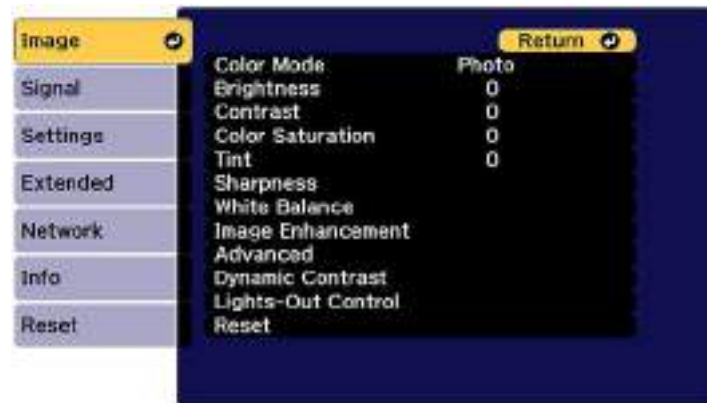 Image
Signal
Settings
Extended
Network
Info
Reset
Return
Color Mode Photo
Brightness 0
Contrast 0
Color Saturation 0
Tint 0
Sharpness
White Balance
Image Enhancement
Advanced
Dynamic Contrast
Lights-Out Control
Reset